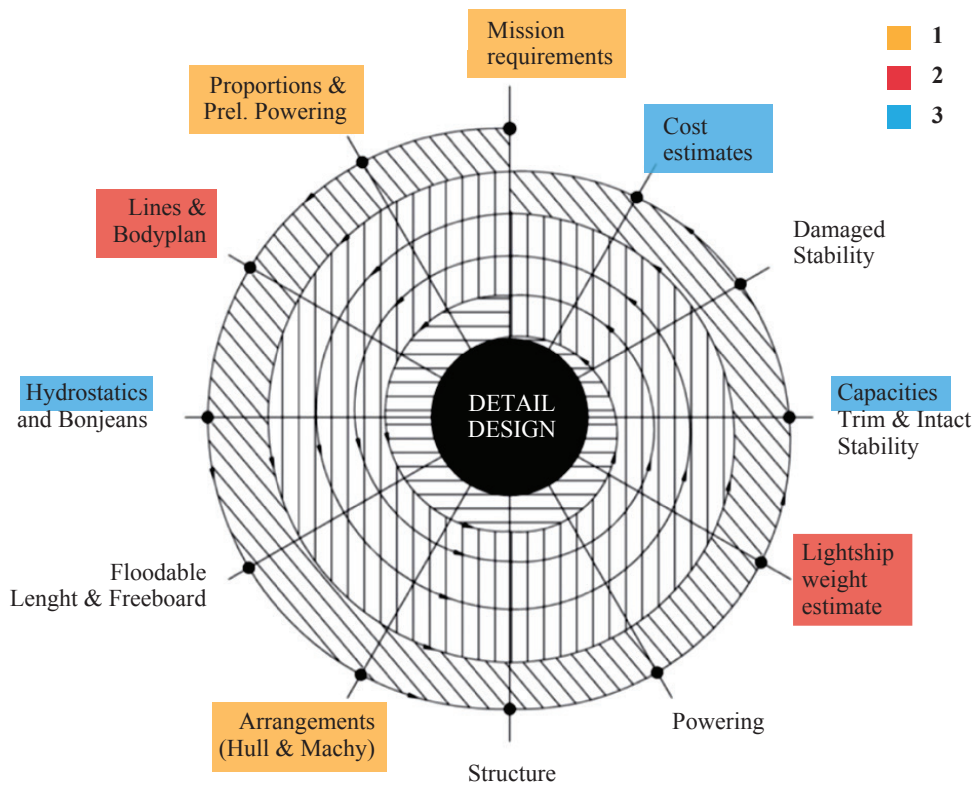 Mission
requirements
1
2
3
Proportions &
Prel. Powering
Cost
estimates
Lines &
Bodyplan
Damaged
Stability
Hydrostatics
and Bonjeans
DETAIL
DESIGN
Capacities
Trim & Intact
Stability
Floodable
Lenght & Freeboard
Lightship
weight
estimate
Arrangements
(Hull & Machy)
Powering
Structure